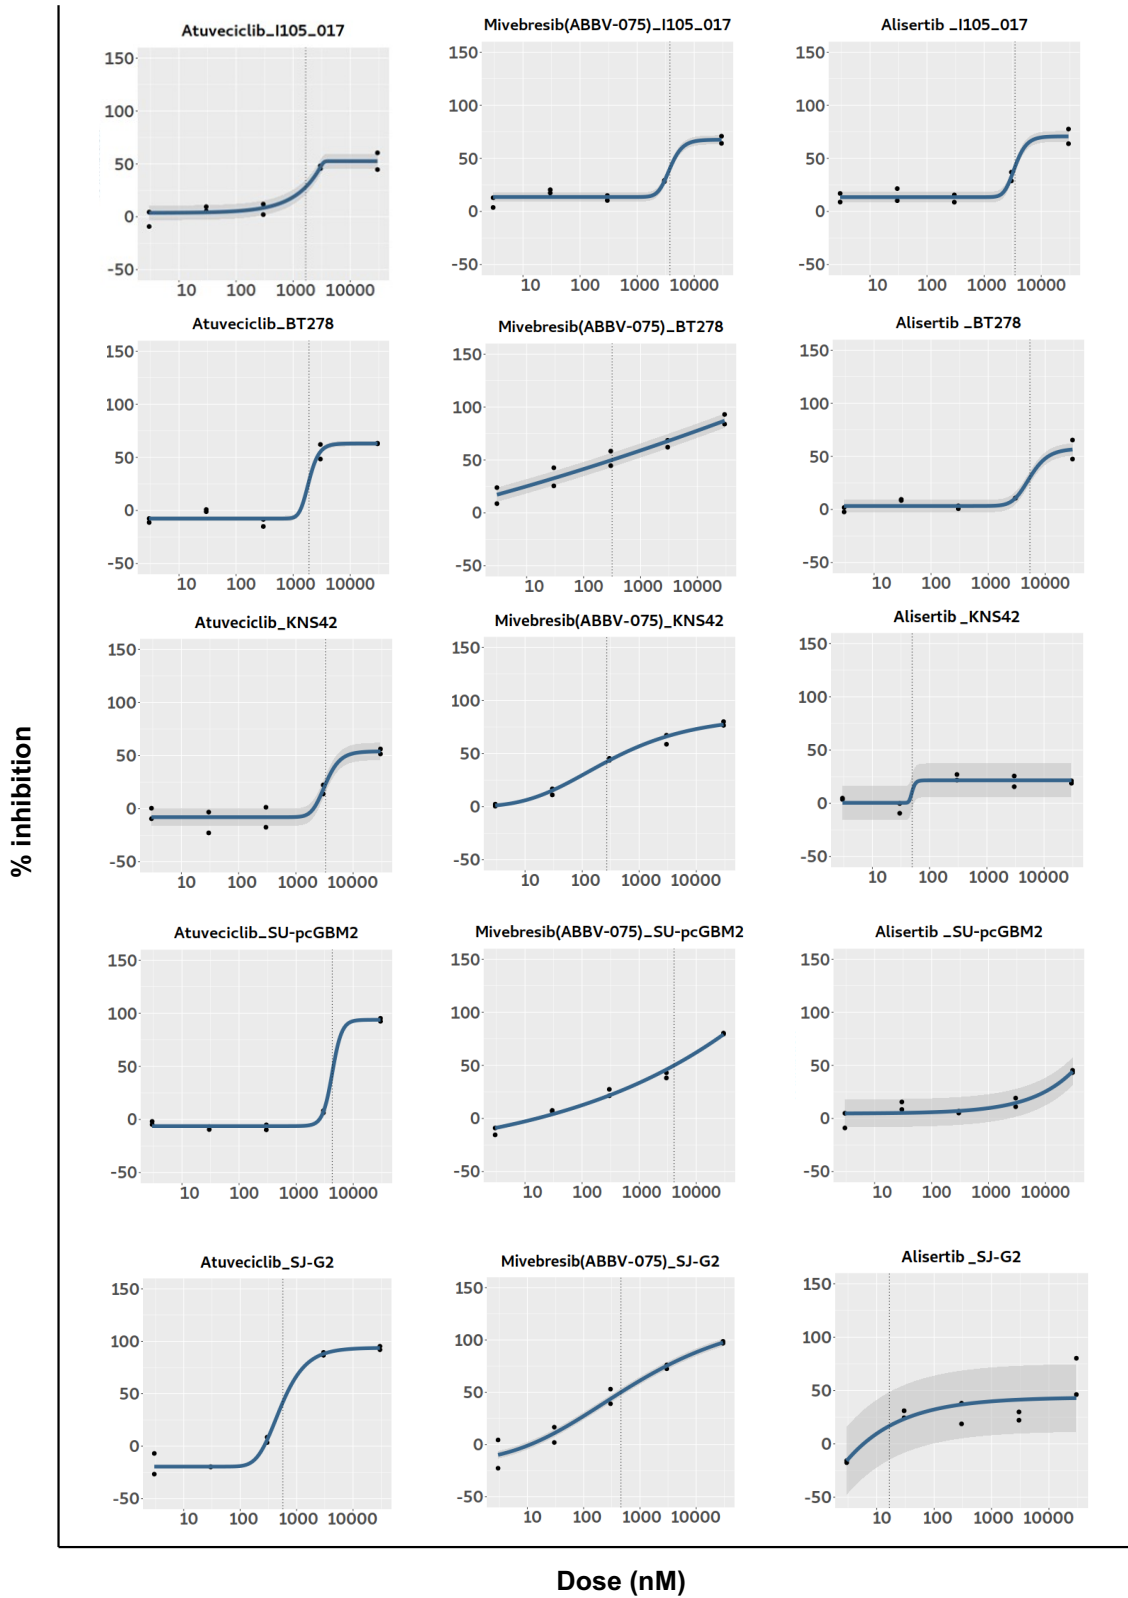 Atuveciclib_I105_017
Mivebresib(ABBV-075)_I105_017
Alisertib _I105_017
150
100
50
0
-50
10 100 1000 10000
150
100
50
0
-50
10 100 1000 10000
150
100
50
0
-50
10 100 1000 10000
Atuveciclib_BT278
Mivebresib(ABBV-075)_BT278
Alisertib _BT278
150
100
50
0
-50
10 100 1000 10000
150
100
50
0
-50
10 100 1000 10000
150
100
50
0
-50
10 100 1000 10000
Atuveciclib_KNS42
Mivebresib(ABBV-075)_KNS42
Alisertib _KNS42
150
100
50
0
-50
10 100 1000 10000
150
100
50
0
-50
10 100 1000 10000
150
100
50
0
-50
10 100 1000 10000
% inhibition
Atuveciclib_SU-pcGBM2
Mivebresib(ABBV-075)_SU-pcGBM2
Alisertib _SU-pcGBM2
150
100
50
0
-50
10 100 1000 10000
150
100
50
0
-50
10 100 1000 10000
150
100
50
0
-50
10 100 1000 10000
Atuveciclib_SJ-G2
Mivebresib(ABBV-075)_SJ-G2
Alisertib _SJ-G2
150
100
50
0
-50
10 100 1000 10000
150
100
50
0
-50
10 100 1000 10000
150
100
50
0
-50
10 100 1000 10000
Dose (nM)